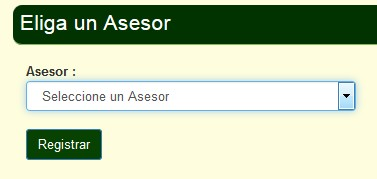 Eliga un Asesor
Asesor :
Seleccione un Asesor
Registrar